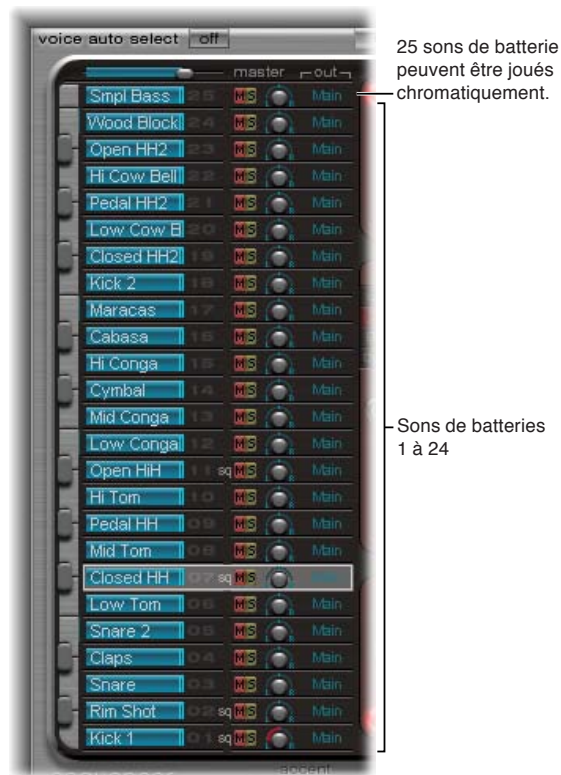 voice auto select off
master out
Smpl Bass 25 M S Main
Wood Block 24 M S Main
Open HH2 23 M S Main
Hi Cow Bell 22 M S Main
Pedal HH2 21 M S Main
Low Cow B 20 M S Main
Closed HH2 19 M S Main
Kick 2 18 M S Main
Maracas 17 M S Main
Cabasa 16 M S Main
Hi Conga 15 M S Main
Cymbal 14 M S Main
Mid Conga 13 M S Main
Low Conga 12 M S Main
Open HiH 11 sq M S Main
Hi Tom 10 M S Main
Pedal HH 09 M S Main
Mid Tom 08 M S Main
Closed HH 07 sq M S
Low Tom 06 M S Main
Snare 2 05 M S Main
Claps 04 M S Main
Snare 03 M S Main
Rim Shot 02 sq M S Main
Kick 1 01 sq M S Main
accent
25 sons de batterie
peuvent être joués
chromatiquement.
Sons de batteries
1 à 24